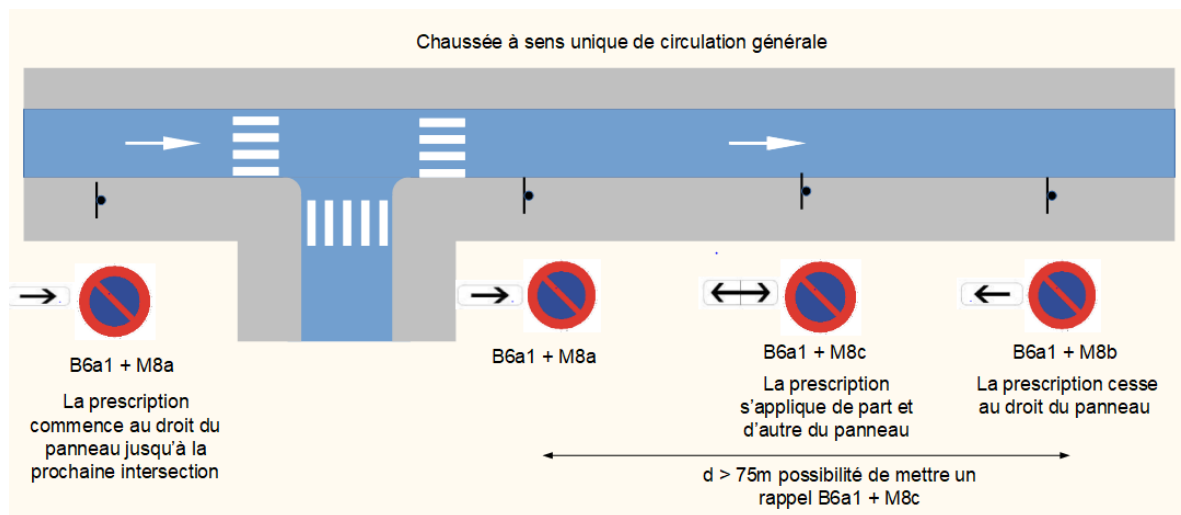 Chaussée à sens unique de circulation générale
B6a1 + M8a
La prescription
commence au droit du
panneau jusqu'à la
prochaine intersection
B6a1 + M8a
B6a1 + M8c
La prescription
s'applique de part et
d'autre du panneau
B6a1 + M8b
La prescription cesse
au droit du panneau
d > 75m possibilité de mettre un
rappel B6a1 + M8c